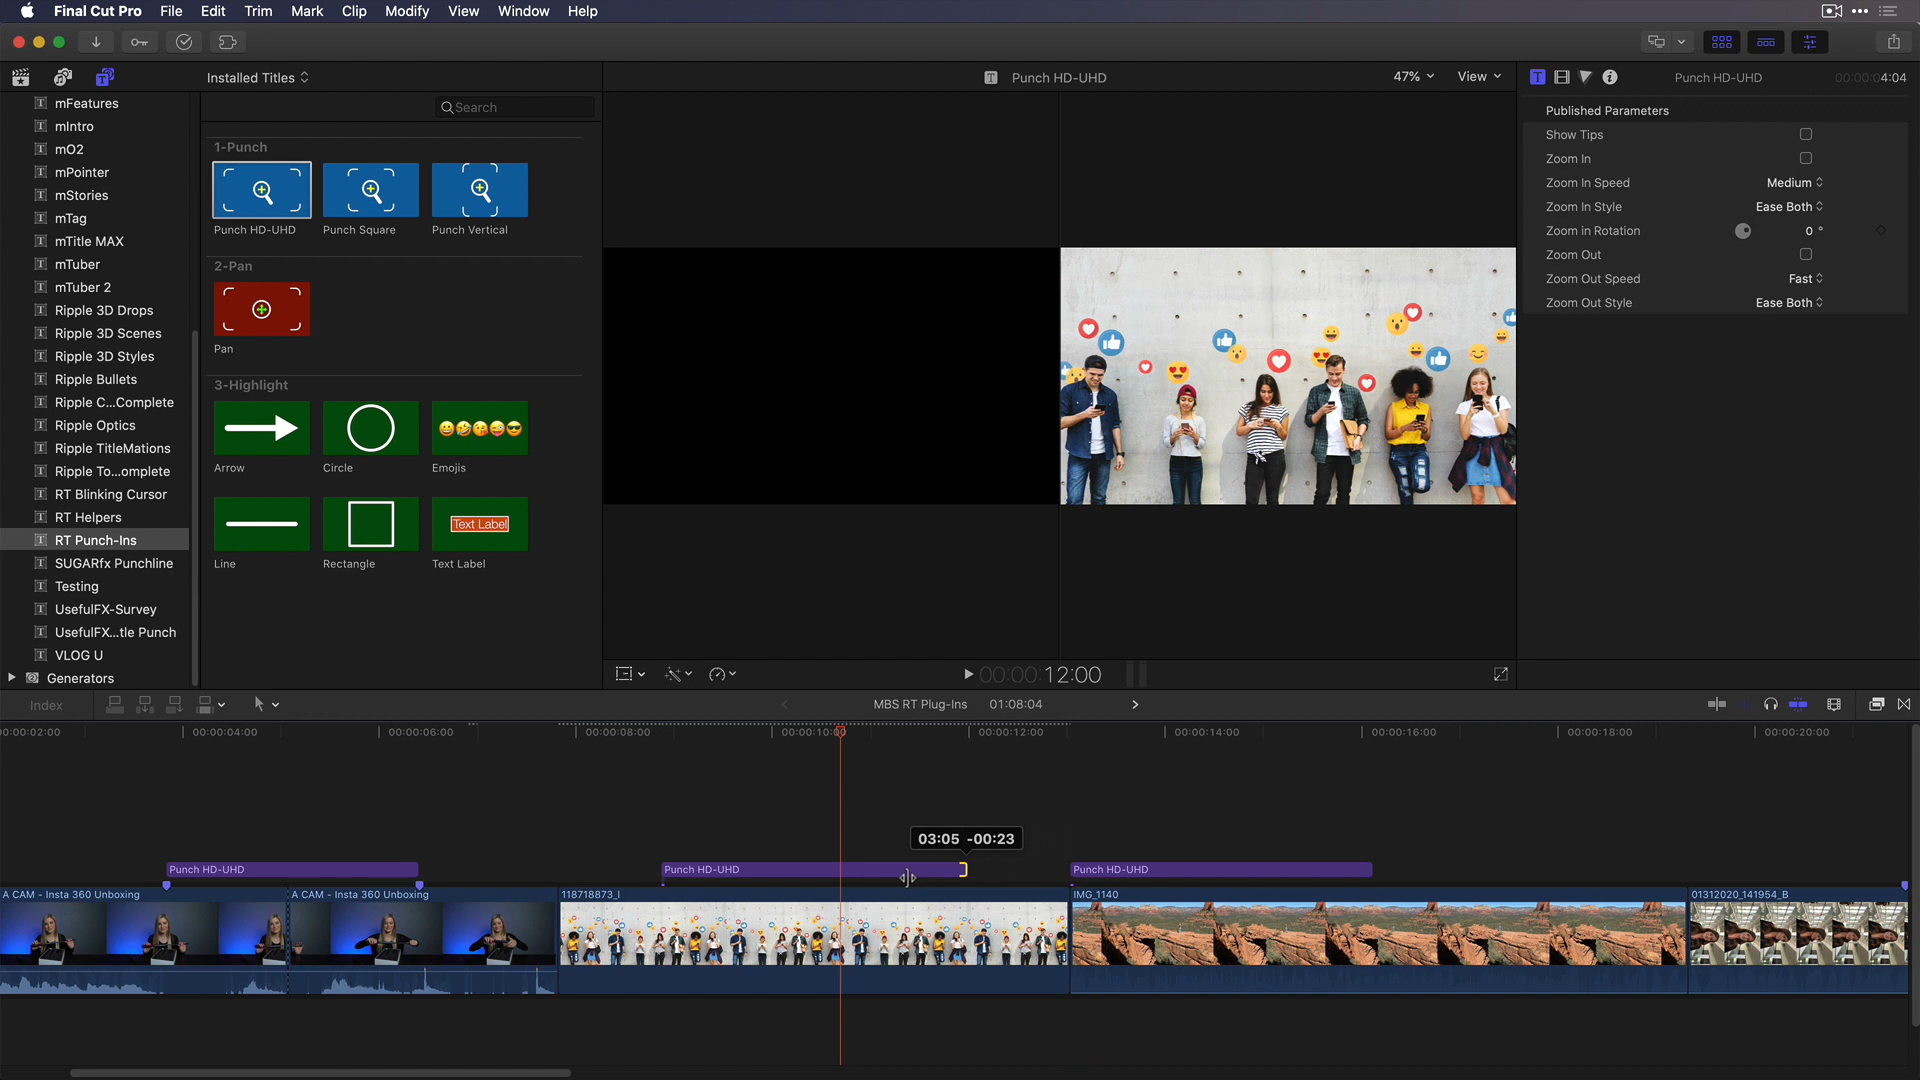 Final Cut Pro File Edit Trim Mark Clip Modify View Window Help
Installed Titles
Punch HD-UHD
47%
View
Punch HD-UHD
00:00:04:04
Search
mFeatures
mIntro
mO2
mPointer
mStories
mTag
mTitle MAX
mTuber
mTuber 2
Ripple 3D Drops
Ripple 3D Scenes
Ripple 3D Styles
Ripple Bullets
Ripple C...Complete
Ripple Optics
Ripple TitleMations
Ripple To...omplete
RT Blinking Cursor
RT Helpers
RT Punch-Ins
SUGARfx Punchline
Testing
UsefulFX-Survey
UsefulFX...tle Punch
VLOG U
Generators
1-Punch
Punch HD-UHD
Punch Square
Punch Vertical
2-Pan
Pan
3-Highlight
Arrow
Circle
Emojis
Line
Rectangle
Text Label
Text Label
Published Parameters
Show Tips
Zoom In
Zoom In Speed Medium
Zoom In Style Ease Both
Zoom in Rotation 0 °
Zoom Out
Zoom Out Speed Fast
Zoom Out Style Ease Both
00:00:12:00
Index
MBS RT Plug-Ins 01:08:04
00:00:02:00
00:00:04:00
00:00:06:00
00:00:08:00
00:00:10:00
00:00:12:00
00:00:14:00
00:00:16:00
00:00:18:00
00:00:20:00
03:05 -00:23
Punch HD-UHD
Punch HD-UHD
Punch HD-UHD
A CAM - Insta 360 Unboxing
A CAM - Insta 360 Unboxing
118718873_l
IMG_1140
01312020_141954_B